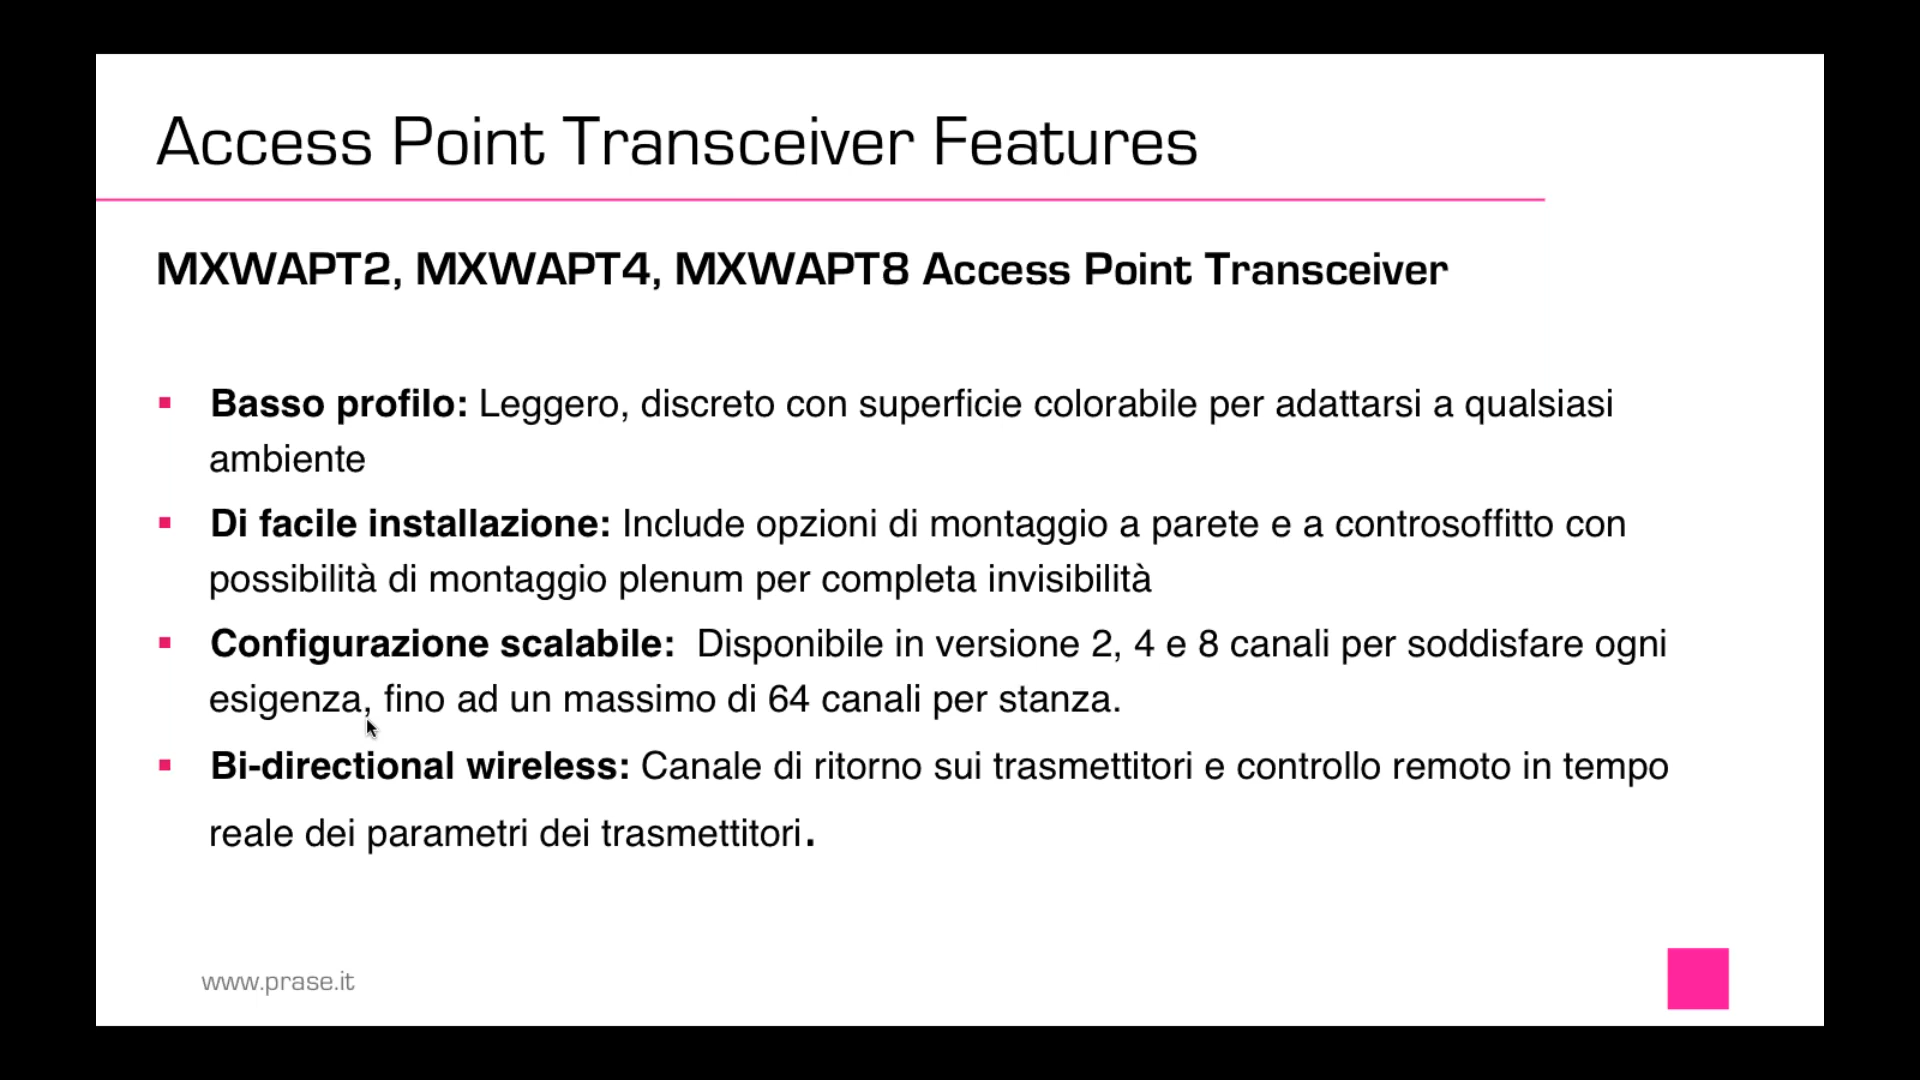 Access Point Transceiver Features
MXWAPT2, MXWAPT4, MXWAPT8 Access Point Transceiver
▪ Basso profilo: Leggero, discreto con superficie colorabile per adattarsi a qualsiasi
ambiente
▪ Di facile installazione: Include opzioni di montaggio a parete e a controsoffitto con
possibilità di montaggio plenum per completa invisibilità
▪ Configurazione scalabile:  Disponibile in versione 2, 4 e 8 canali per soddisfare ogni
esigenza, fino ad un massimo di 64 canali per stanza.
▪ Bi-directional wireless: Canale di ritorno sui trasmettitori e controllo remoto in tempo
reale dei parametri dei trasmettitori.
www.prase.it